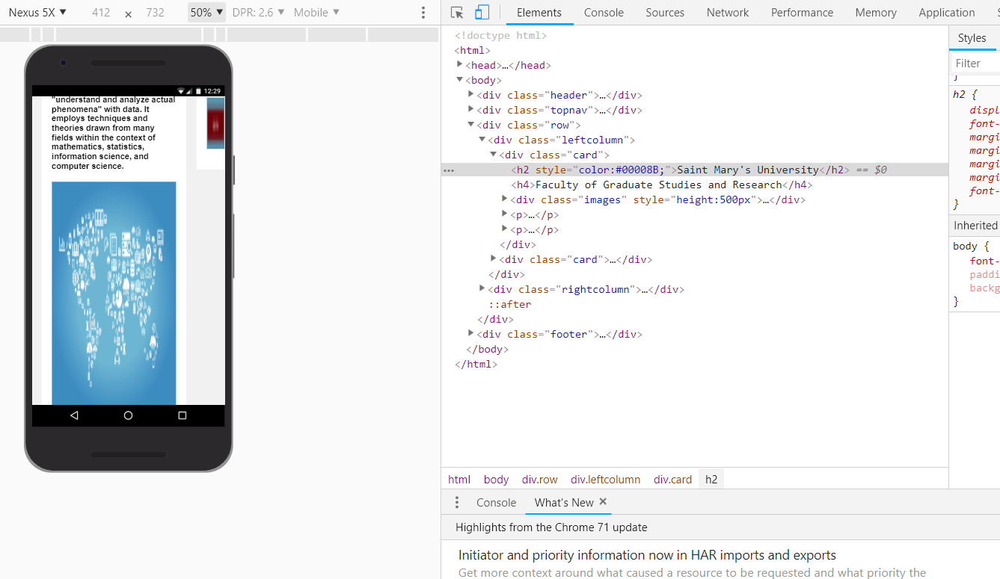 Nexus 5X ▼ 412 × 732 50% ▼ DPR: 2.6 ▼ Mobile ▼
Elements Console Sources Network Performance Memory Application
12:29
"understand and analyze actual
phenomena" with data. It
employs techniques and
theories drawn from many
fields within the context of
mathematics, statistics,
information science, and
computer science.
<!doctype html>
<html>
▶<head>…</head>
▼<body>
▶<div class="header">…</div>
▶<div class="topnav">…</div>
▼<div class="row">
▼<div class="leftcolumn">
▼<div class="card">
<h2 style="color:#00008B;">Saint Mary's University</h2> == $0
<h4>Faculty of Graduate Studies and Research</h4>
▶<div class="images" style="height:500px">…</div>
▶<p>…</p>
▶<p>…</p>
</div>
▶<div class="card">…</div>
</div>
▶<div class="rightcolumn">…</div>
::after
</div>
▶<div class="footer">…</div>
</body>
</html>
html body div.row div.leftcolumn div.card h2
Styles
Filter
}
h2 {
displ
font-
margi
margi
margi
margi
font-
}
Inherited
body {
font-
paddi
backg
}
Console What's New ×
Highlights from the Chrome 71 update
Initiator and priority information now in HAR imports and exports
Get more context around what caused a resource to be requested and what priority the